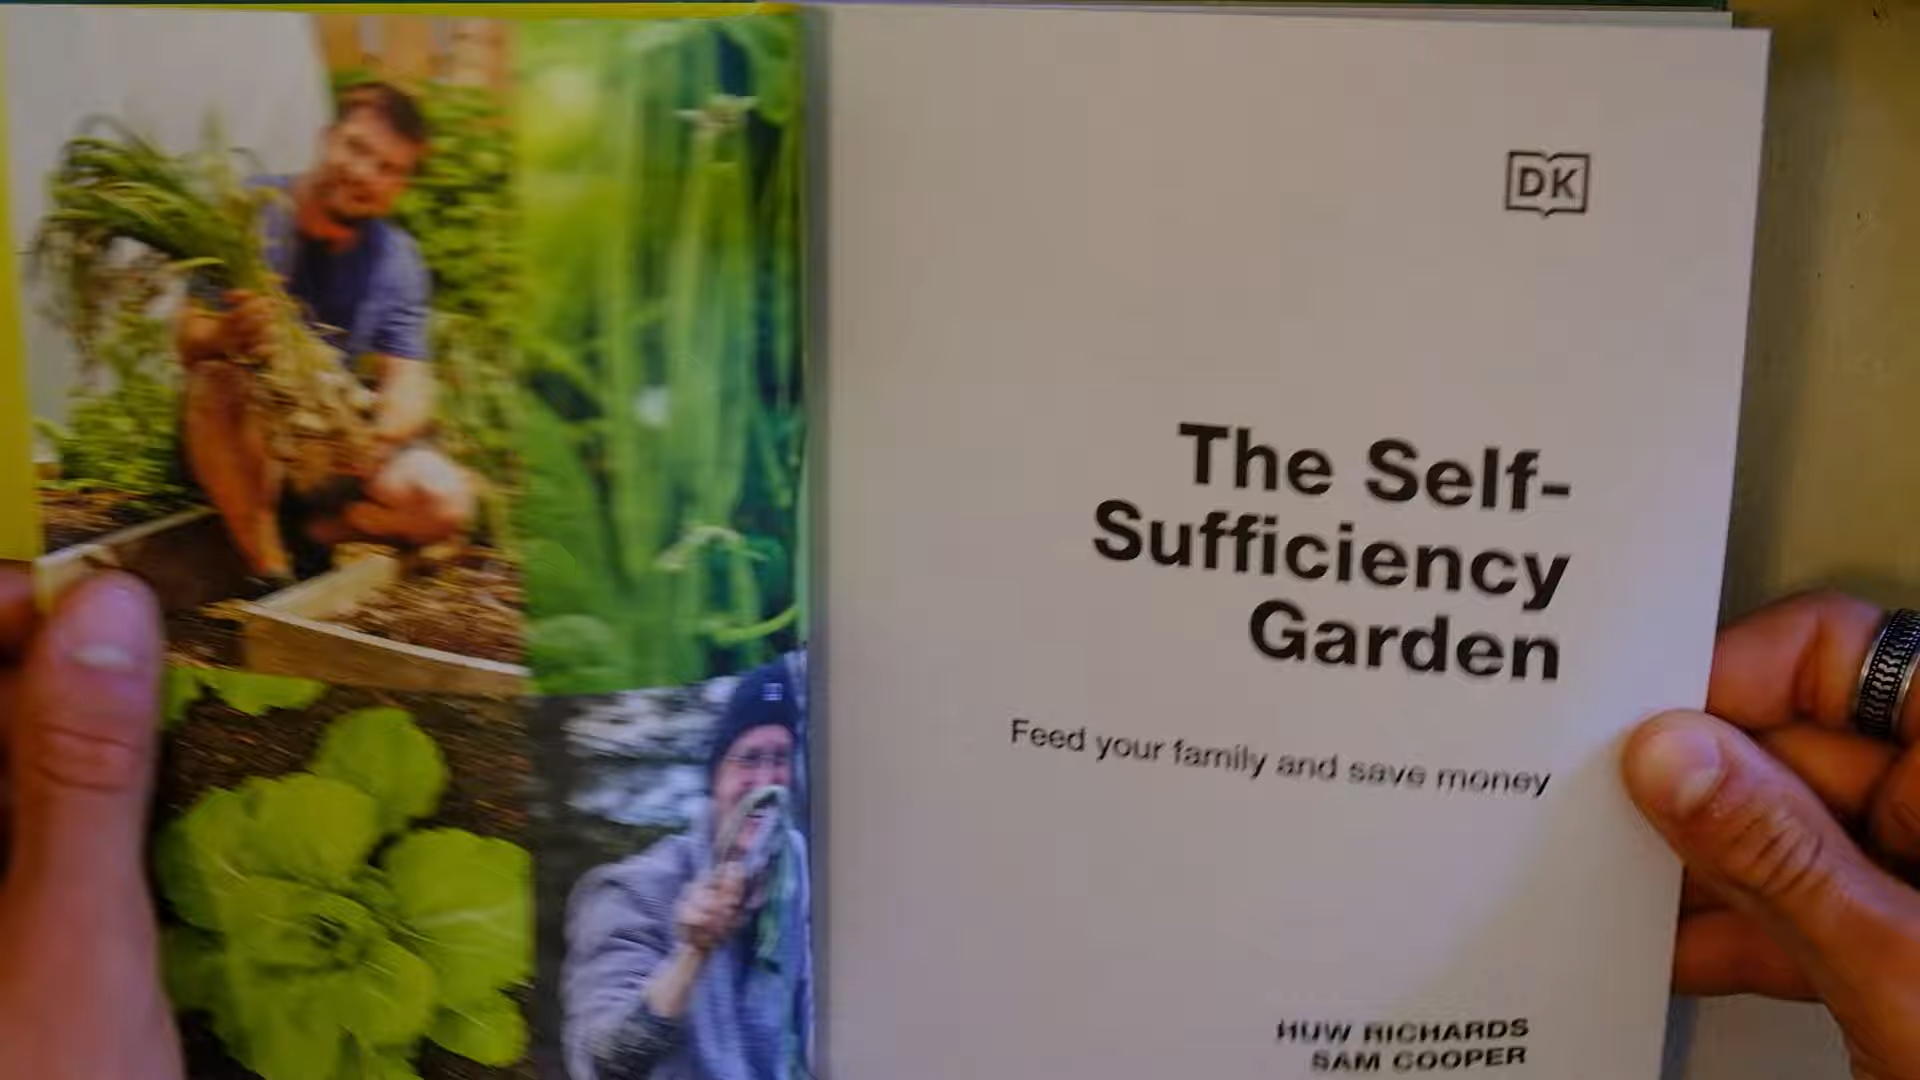 DK
The Self-
Sufficiency
Garden
Feed your family and save money
HUW RICHARDS
SAM COOPER